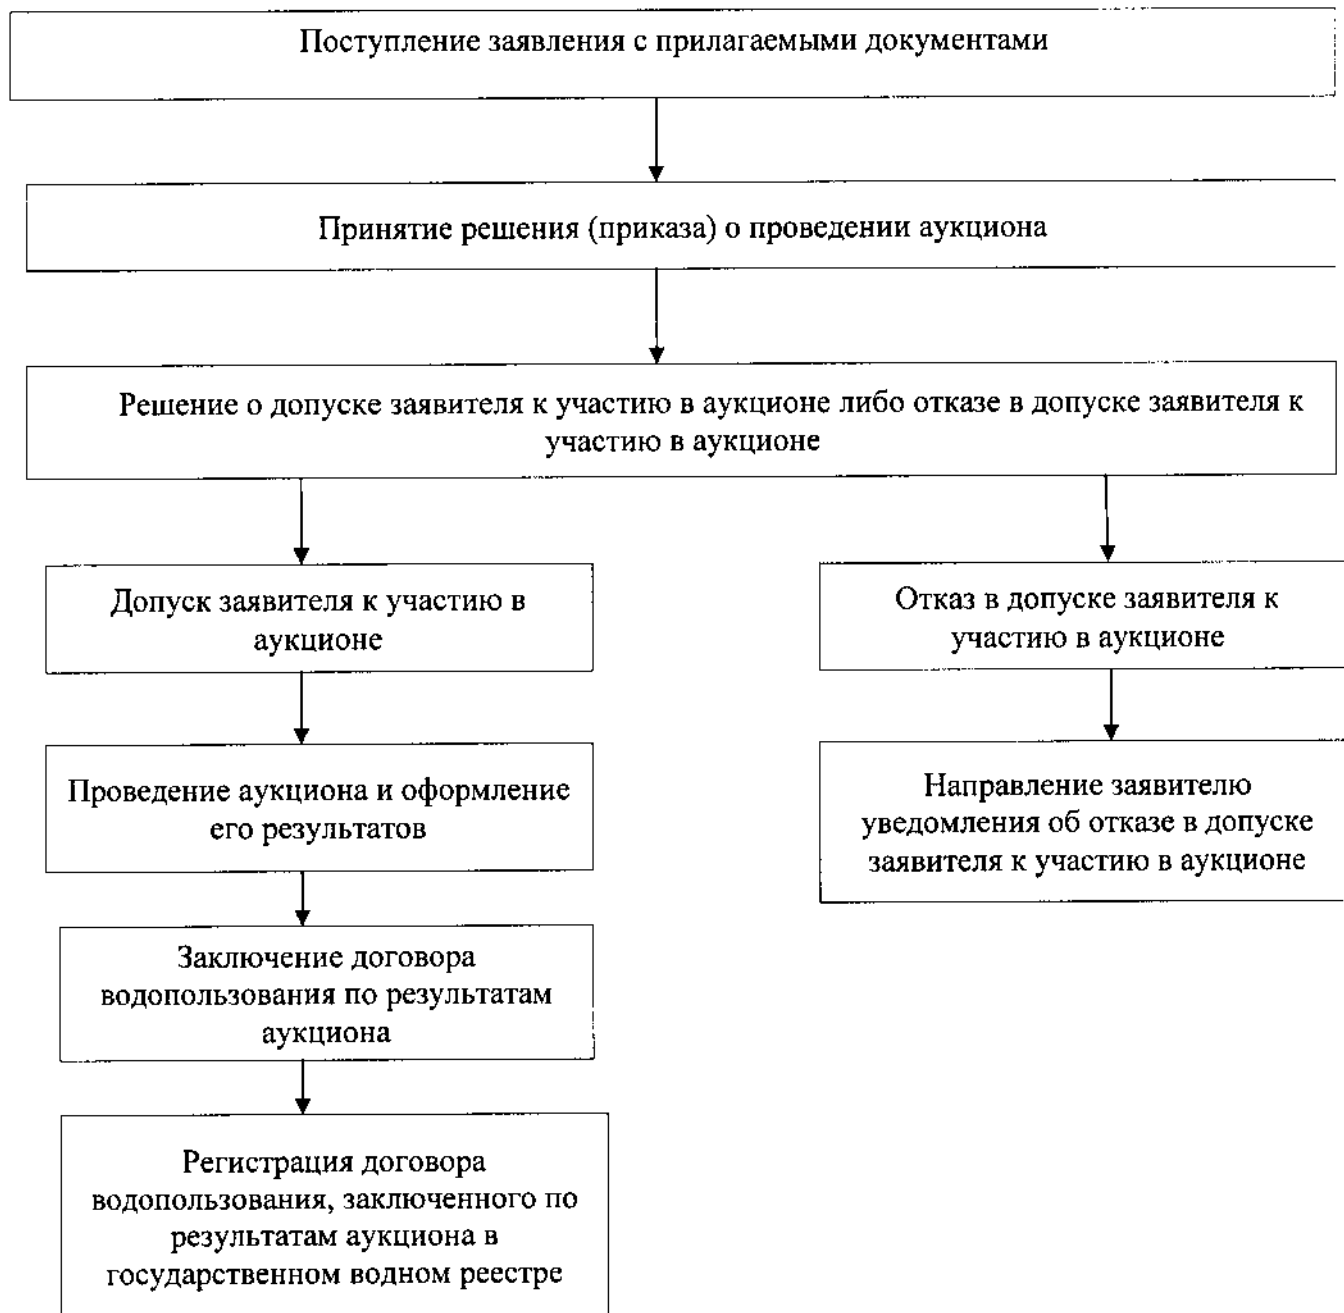 Поступление заявления с прилагаемыми документами
Принятие решения (приказа) о проведении аукциона
Решение о допуске заявителя к участию в аукционе либо отказе в допуске заявителя к
участию в аукционе
Допуск заявителя к участию в
аукционе
Отказ в допуске заявителя к
участию в аукционе
Проведение аукциона и оформление
его результатов
Направление заявителю
уведомления об отказе в допуске
заявителя к участию в аукционе
Заключение договора
водопользования по результатам
аукциона
Регистрация договора
водопользования, заключенного по
результатам аукциона в
государственном водном реестре